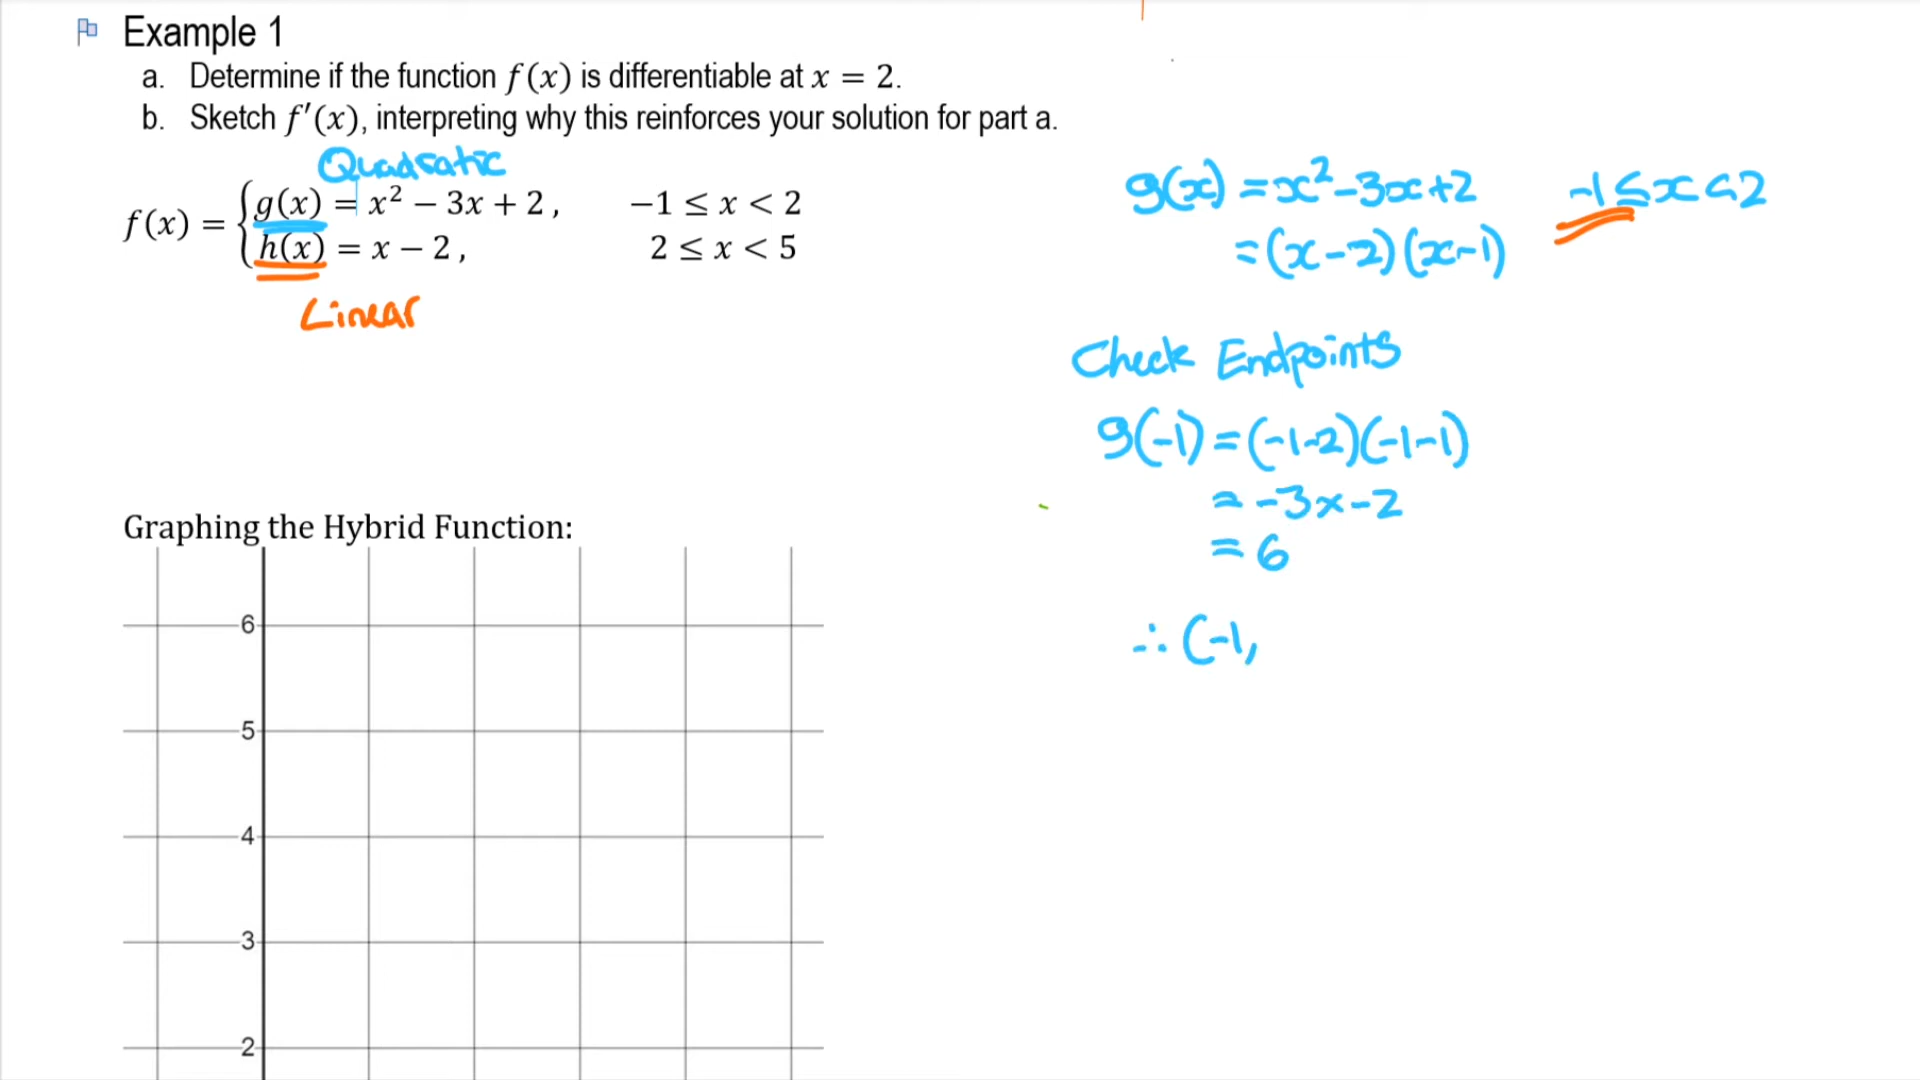 Example 1
a. Determine if the function f(x) is differentiable at x = 2.
b. Sketch f′(x), interpreting why this reinforces your solution for part a.
Quadratic
f(x) = { g(x) = x² − 3x + 2 , −1 ≤ x < 2
h(x) = x − 2 , 2 ≤ x < 5
Linear
Graphing the Hybrid Function:
6
5
4
3
2
g(x) = x² − 3x + 2 −1 ≤ x < 2
= (x − 2)(x − 1)
Check Endpoints
g(−1) = (−1−2)(−1−1)
= −3x−2
= 6
∴ (−1,